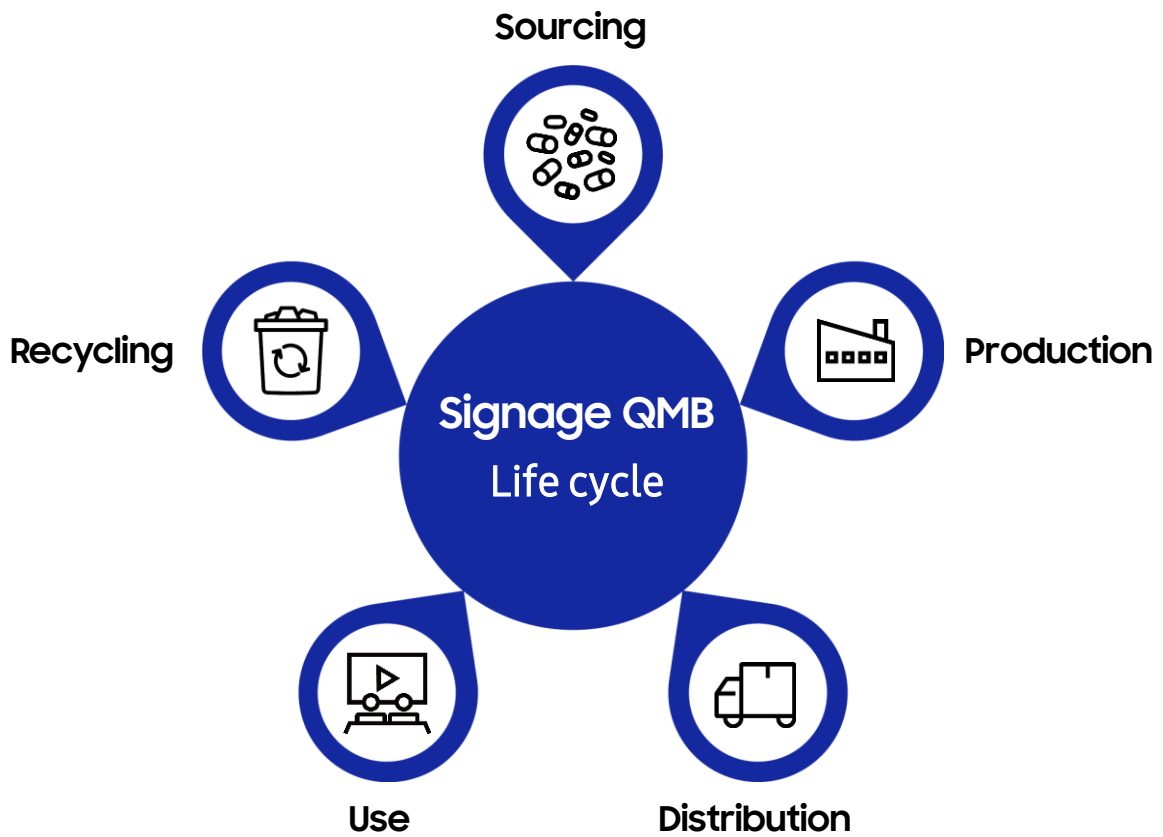 Sourcing
Recycling
Production
Signage QMB
Life cycle
Use
Distribution